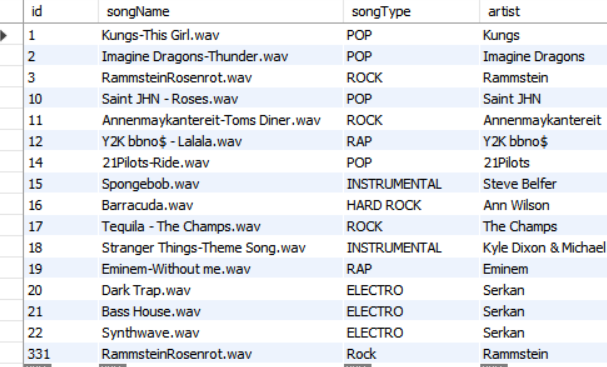 id songName songType artist
1 Kungs-This Girl.wav POP Kungs
2 Imagine Dragons-Thunder.wav POP Imagine Dragons
3 RammsteinRosenrot.wav ROCK Rammstein
10 Saint JHN - Roses.wav POP Saint JHN
11 Annenmaykantereit-Toms Diner.wav ROCK Annenmaykantereit
12 Y2K bbno$ - Lalala.wav RAP Y2K bbno$
14 21Pilots-Ride.wav POP 21Pilots
15 Spongebob.wav INSTRUMENTAL Steve Belfer
16 Barracuda.wav HARD ROCK Ann Wilson
17 Tequila - The Champs.wav ROCK The Champs
18 Stranger Things-Theme Song.wav INSTRUMENTAL Kyle Dixon & Michael
19 Eminem-Without me.wav RAP Eminem
20 Dark Trap.wav ELECTRO Serkan
21 Bass House.wav ELECTRO Serkan
22 Synthwave.wav ELECTRO Serkan
331 RammsteinRosenrot.wav Rock Rammstein